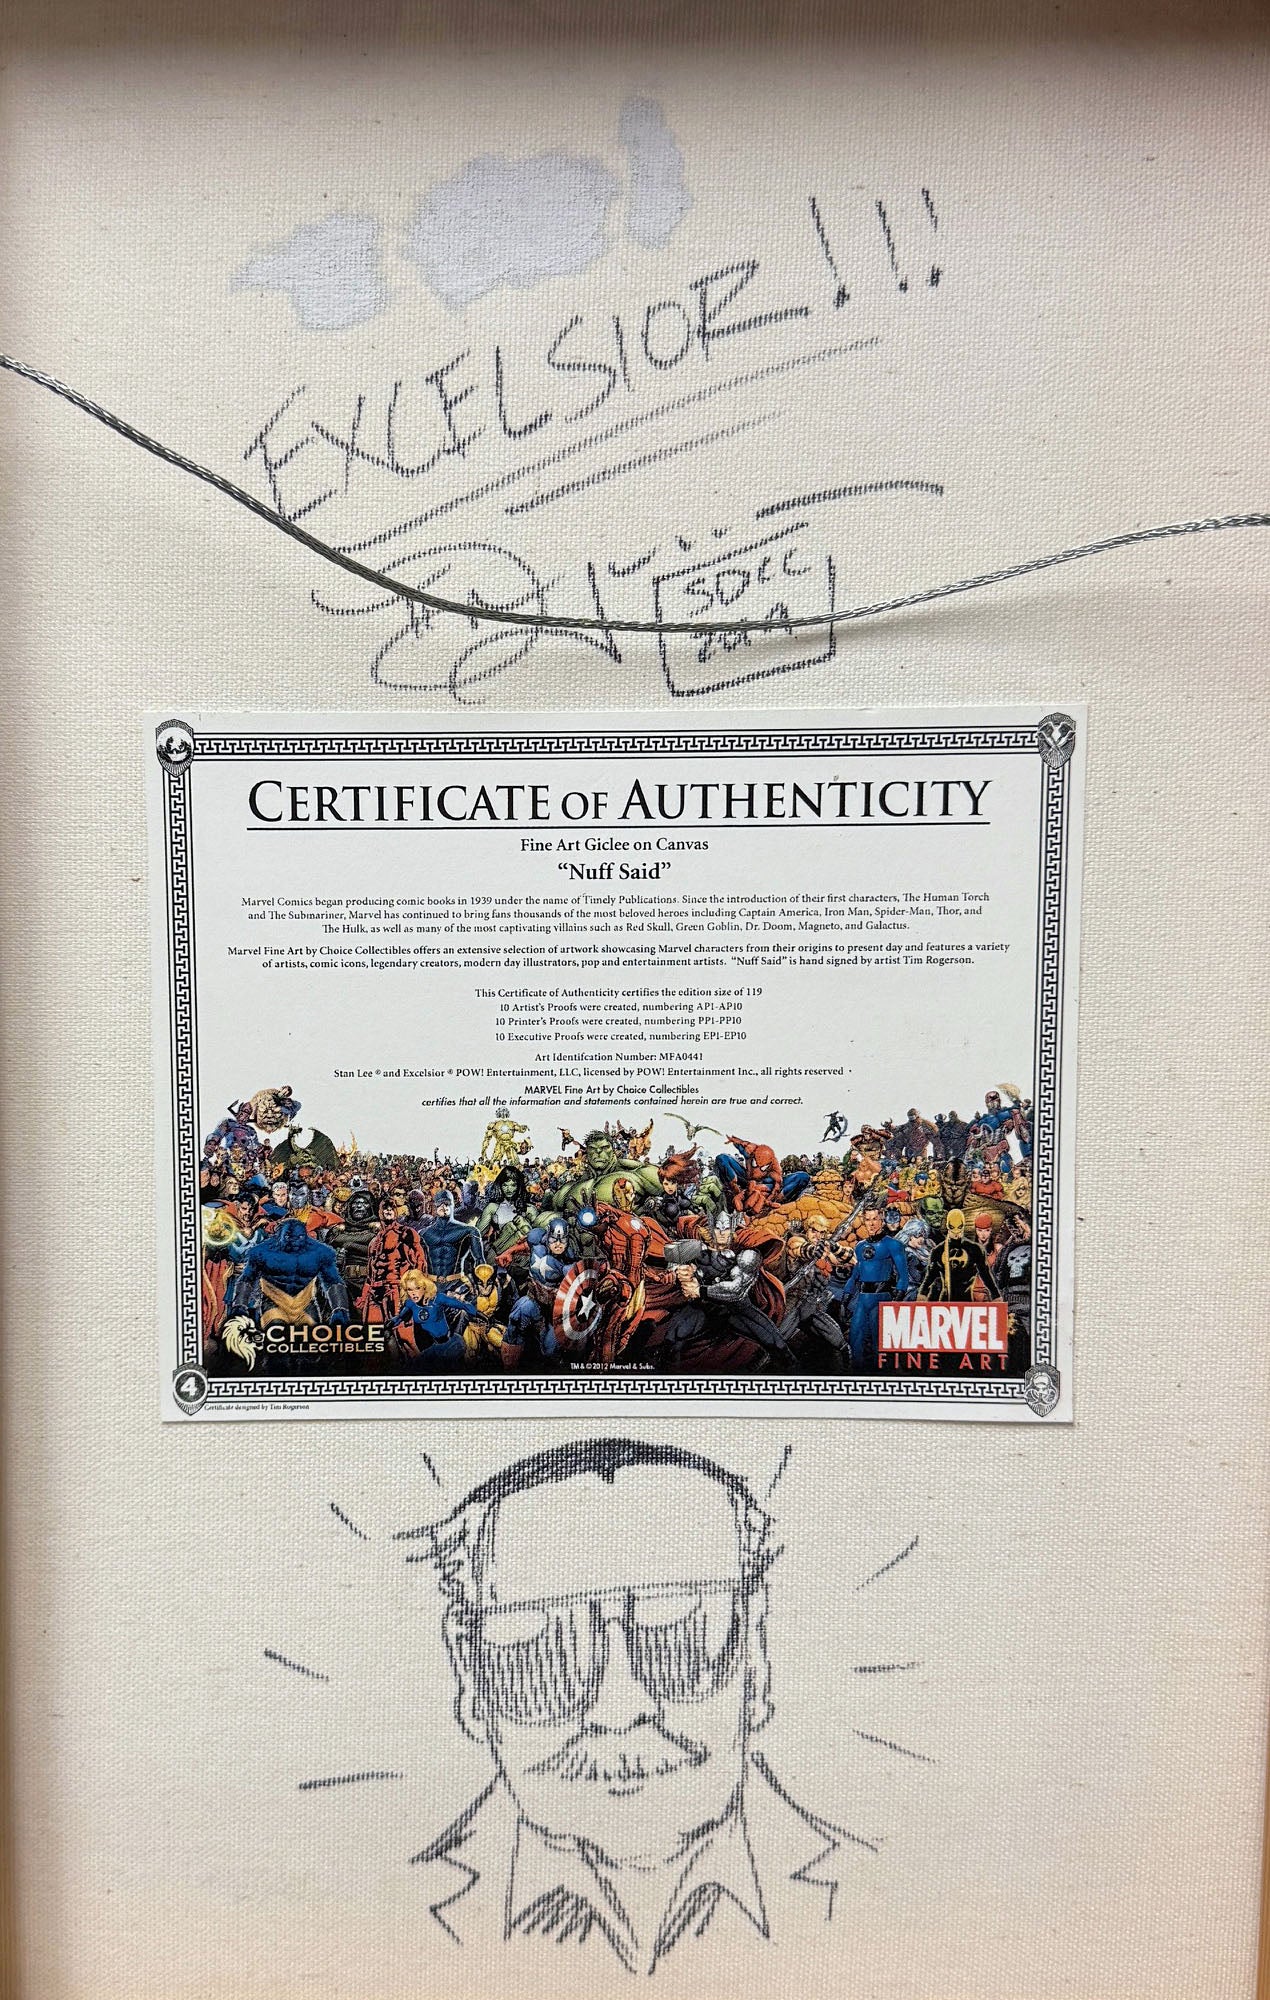 EXCELSIOR!!!
SDCC
CERTIFICATE OF AUTHENTICITY
Fine Art Giclee on Canvas
“Nuff Said”
Marvel Comics began producing comic books in 1939 under the name of Timely Publications. Since the introduction of their first characters, The Human Torch
and The Submariner, Marvel has continued to bring fans thousands of the most beloved heroes including Captain America, Iron Man, Spider-Man, Thor, and
The Hulk, as well as many of the most captivating villains such as Red Skull, Green Goblin, Dr. Doom, Magneto, and Galactus.
Marvel Fine Art by Choice Collectibles offers an extensive selection of artwork showcasing Marvel characters from their origins to present day and features a variety
of artists, comic icons, legendary creators, modern day illustrators, pop and entertainment artists. “Nuff Said” is hand signed by artist Tim Rogerson.
This Certificate of Authenticity certifies the edition size of 119
10 Artist's Proofs were created, numbering AP1-AP10
10 Printer's Proofs were created, numbering PP1-PP10
10 Executive Proofs were created, numbering EP1-EP10
Art Identifcation Number: MFA0441
Stan Lee ® and Excelsior ® POW! Entertainment, LLC, licensed by POW! Entertainment Inc., all rights reserved
MARVEL Fine Art by Choice Collectibles
certifies that all the information and statements contained herein are true and correct.
CHOICE
COLLECTIBLES
MARVEL
FINE ART
TM & ©2012 Marvel & Subs.
4
Certificate designed by Tim Rogerson